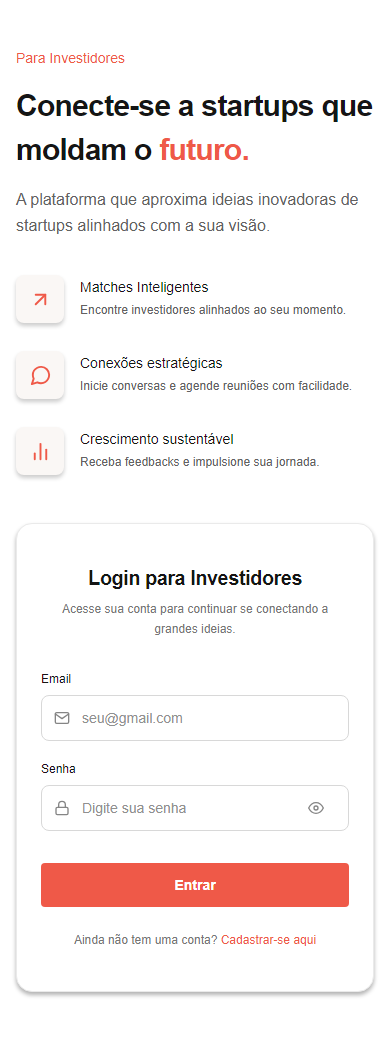 Para Investidores
Conecte-se a startups que
moldam o futuro.
A plataforma que aproxima ideias inovadoras de
startups alinhados com a sua visão.
Matches Inteligentes
Encontre investidores alinhados ao seu momento.
Conexões estratégicas
Inicie conversas e agende reuniões com facilidade.
Crescimento sustentável
Receba feedbacks e impulsione sua jornada.
Login para Investidores
Acesse sua conta para continuar se conectando a
grandes ideias.
Email
seu@gmail.com
Senha
Digite sua senha
Entrar
Ainda não tem uma conta? Cadastrar-se aqui